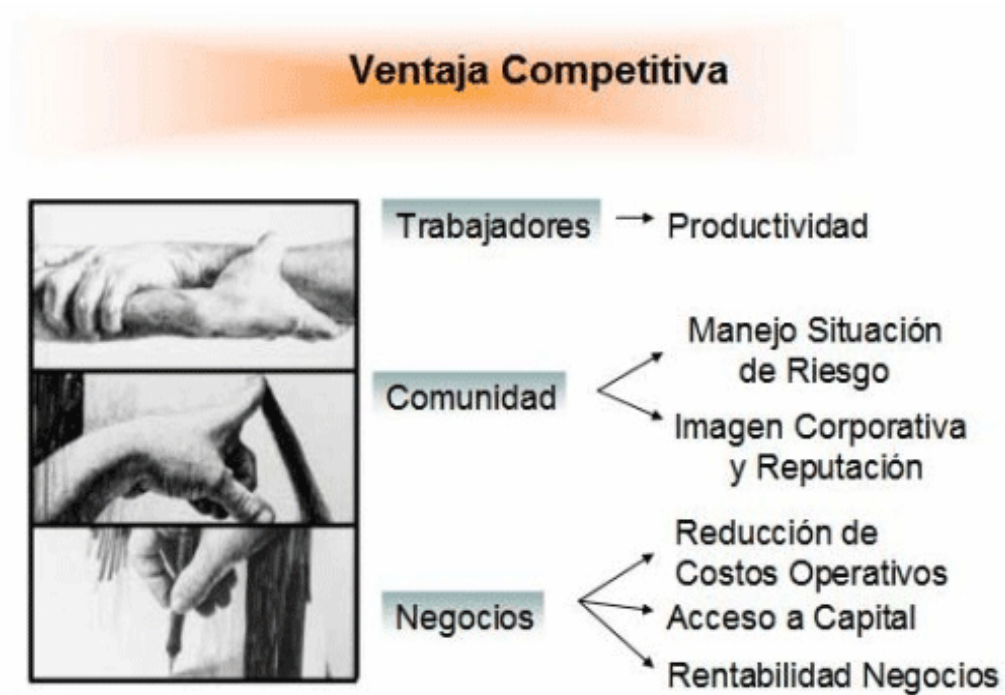 Ventaja Competitiva
Trabajadores
Productividad
Comunidad
Manejo Situación
de Riesgo
Imagen Corporativa
y Reputación
Negocios
Reducción de
Costos Operativos
Acceso a Capital
Rentabilidad Negocios